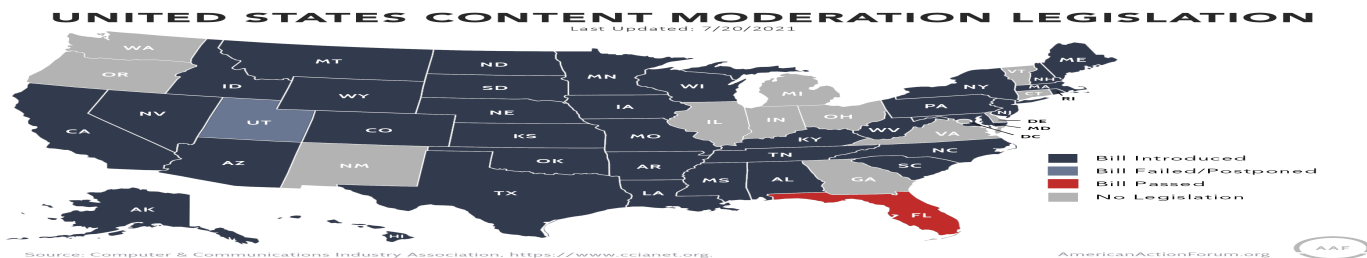 UNITED STATES CONTENT MODERATION LEGISLATION
Last Updated: 7/20/2021
WA
OR
MT
ID
ND
MN
SD
WY
NV
UT
CA
CO
NE
KS
IA
MO
WI
MI
IL
IN
OH
NY
PA
VT
NH
ME
MA
CT
RI
NJ
DE
MD
DC
WV
VA
KY
TN
NC
SC
AZ
NM
OK
TX
AR
LA
MS
AL
GA
FL
AK
HI
Bill Introduced
Bill Failed/Postponed
Bill Passed
No Legislation
Source: Computer & Communications Industry Association, https://www.ccianet.org.
AmericanActionForum.org
AAF